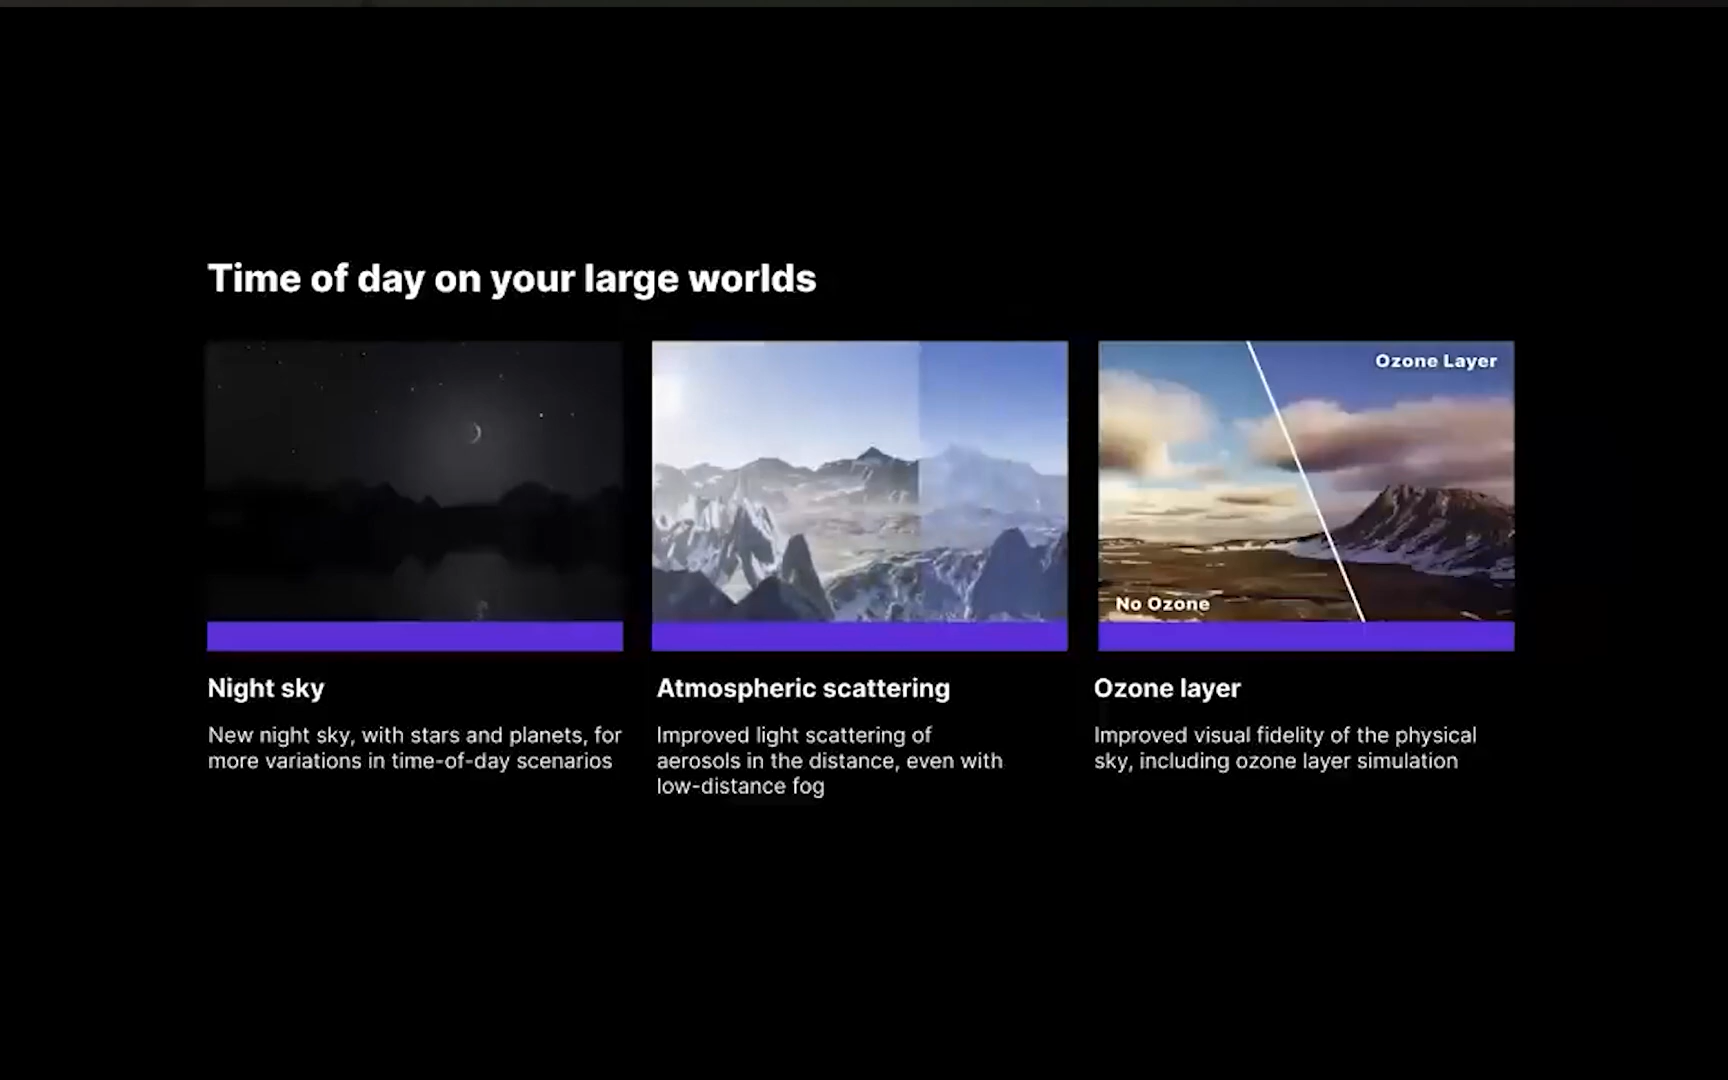 Time of day on your large worlds
Ozone Layer
No Ozone
Night sky
New night sky, with stars and planets, for
more variations in time-of-day scenarios
Atmospheric scattering
Improved light scattering of
aerosols in the distance, even with
low-distance fog
Ozone layer
Improved visual fidelity of the physical
sky, including ozone layer simulation